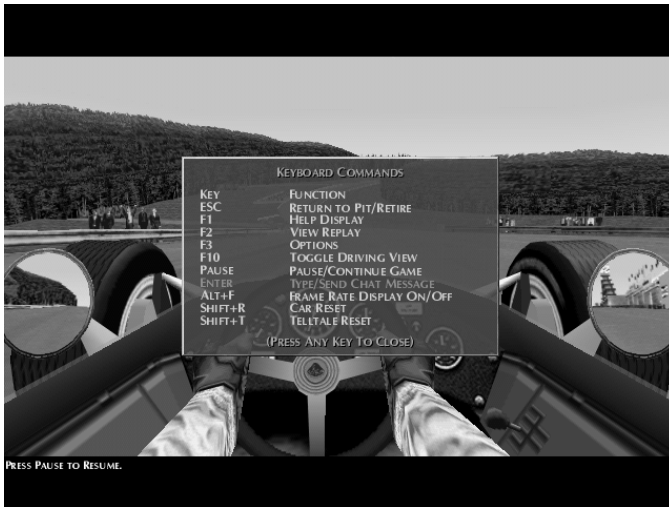 KEYBOARD COMMANDS
KEY FUNCTION
ESC RETURN TO PIT/RETIRE
F1 HELP DISPLAY
F2 VIEW REPLAY
F3 OPTIONS
F10 TOGGLE DRIVING VIEW
PAUSE PAUSE/CONTINUE GAME
ENTER TYPE/SEND CHAT MESSAGE
ALT+F FRAME RATE DISPLAY ON/OFF
SHIFT+R CAR RESET
SHIFT+T TELLTALE RESET
(PRESS ANY KEY TO CLOSE)
PRESS PAUSE TO RESUME.